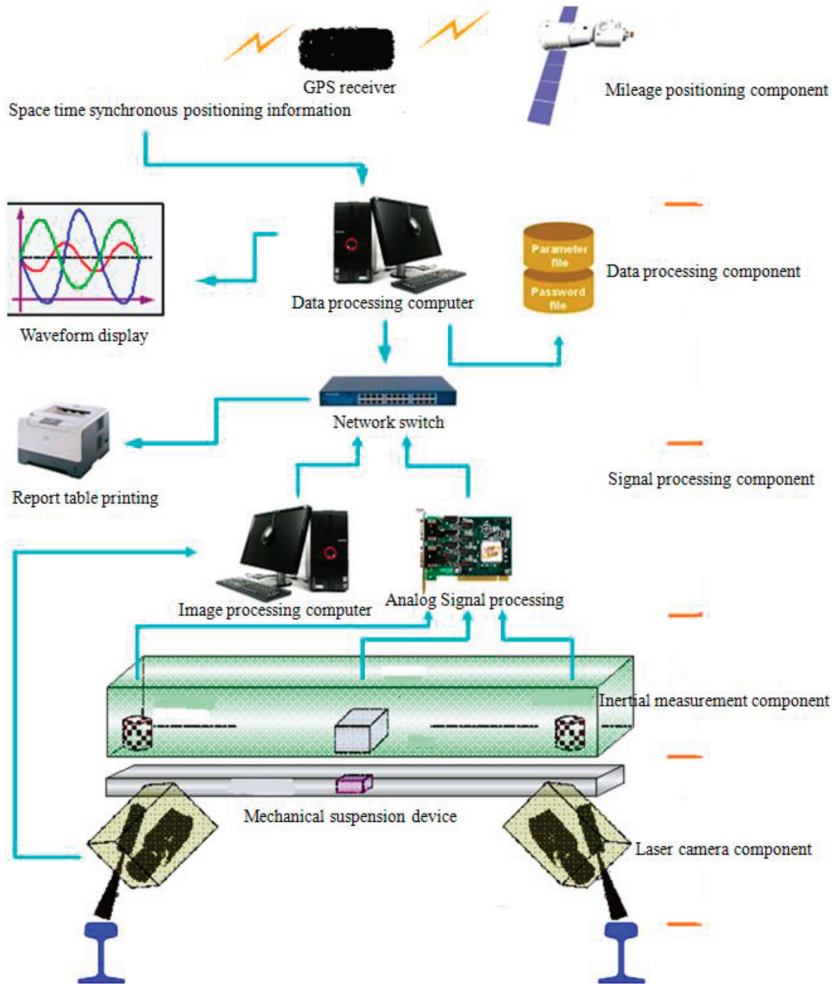 GPS receiver
Mileage positioning component
Space time synchronous positioning information
Parameter
file
Password
file
Data processing component
Data processing computer
Waveform display
Network switch
Signal processing component
Report table printing
Image processing computer
Analog Signal processing
Inertial measurement component
Mechanical suspension device
Laser camera component